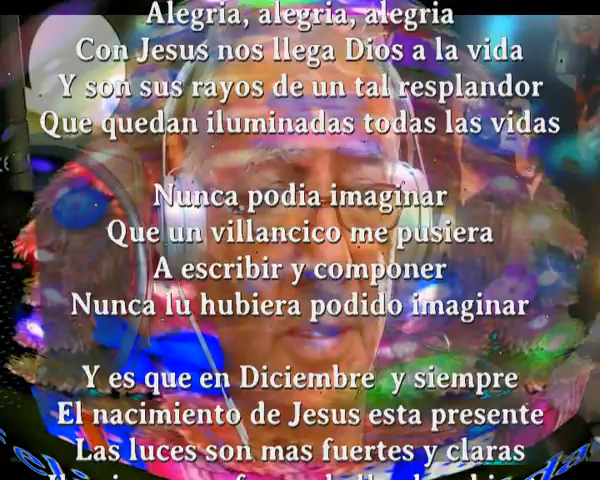 Alegria, alegria, alegria
Con Jesus nos llega Dios a la vida
Y son sus rayos de un tal resplandor
Que quedan iluminadas todas las vidas
Nunca podia imaginar
Que un villancico me pusiera
A escribir y componer
Nunca lu hubiera podido imaginar
Y es que en Diciembre y siempre
El nacimiento de Jesus esta presente
Las luces son mas fuertes y claras